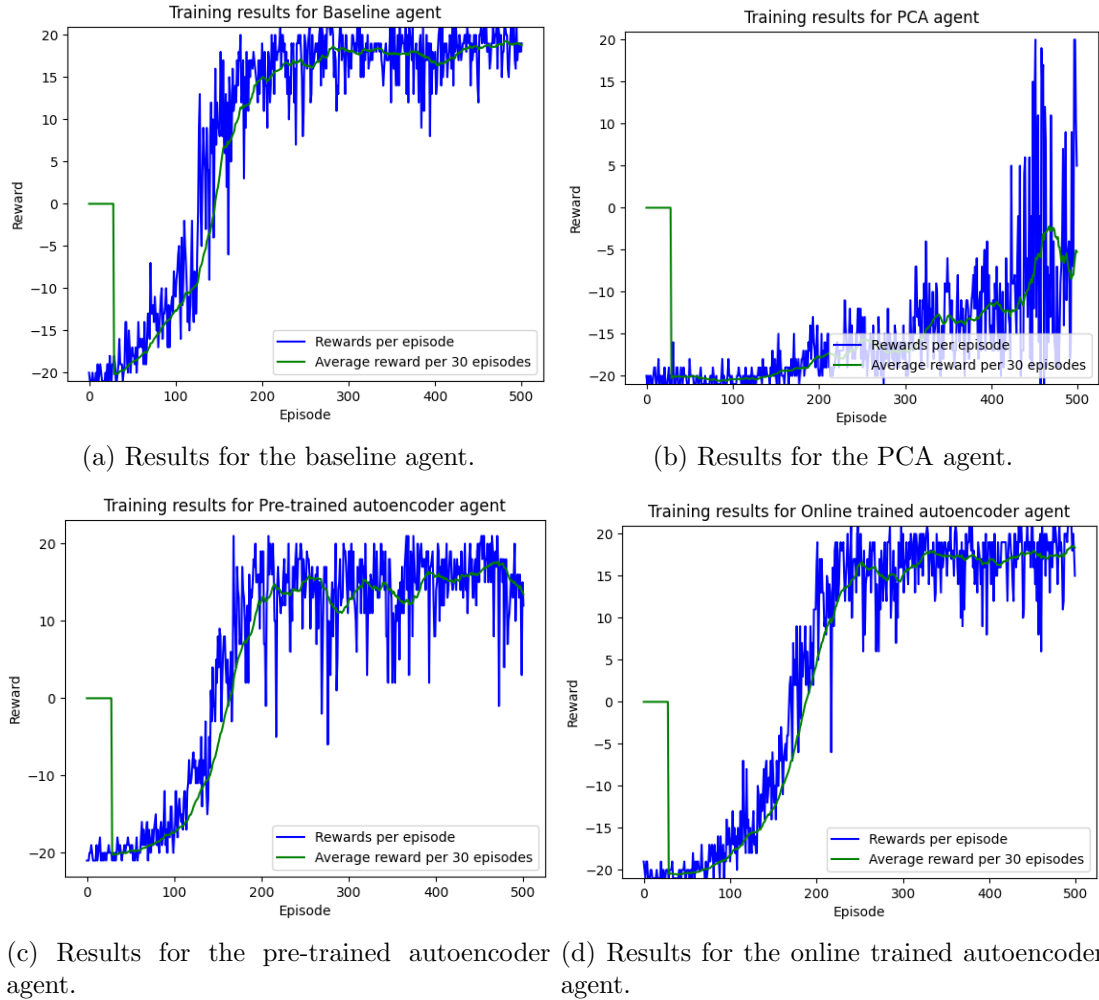 Training results for Baseline agent
20
15
10
5
0
−5
−10
−15
−20
Reward
Rewards per episode
Average reward per 30 episodes
0 100 200 300 400 500
Episode
(a) Results for the baseline agent.
Training results for PCA agent
20
15
10
5
0
−5
−10
−15
−20
Reward
Rewards per episode
Average reward per 30 episodes
0 100 200 300 400 500
Episode
(b) Results for the PCA agent.
Training results for Pre-trained autoencoder agent
20
10
0
−10
−20
Reward
Rewards per episode
Average reward per 30 episodes
0 100 200 300 400 500
Episode
(c) Results for the pre-trained autoencoder
agent.
Training results for Online trained autoencoder agent
20
15
10
5
0
−5
−10
−15
−20
Reward
Rewards per episode
Average reward per 30 episodes
0 100 200 300 400 500
Episode
(d) Results for the online trained autoencoder
agent.